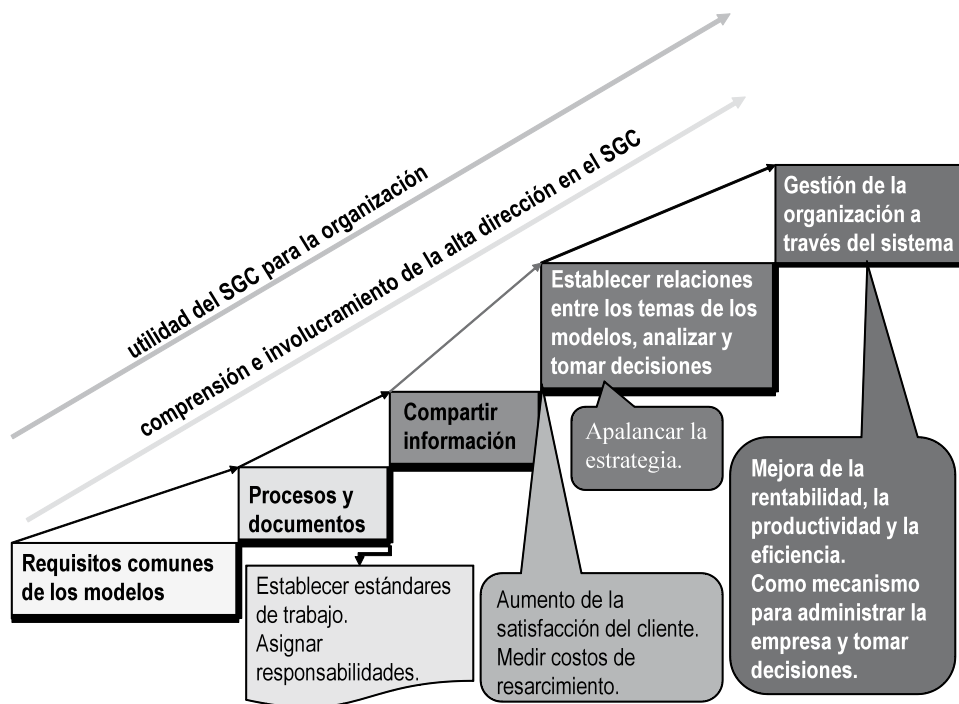 utilidad del SGC para la organización
comprensión e involucramiento de la alta dirección en el SGC
Gestión de la
organización a
través del sistema
Establecer relaciones
entre los temas de los
modelos, analizar y
tomar decisiones
Compartir
información
Apalancar la
estrategia.
Procesos y
documentos
Mejora de la
rentabilidad, la
productividad y la
eficiencia.
Como mecanismo
para administrar la
empresa y tomar
decisiones.
Requisitos comunes
de los modelos
Establecer estándares
de trabajo.
Asignar
responsabilidades.
Aumento de la
satisfacción del cliente.
Medir costos de
resarcimiento.